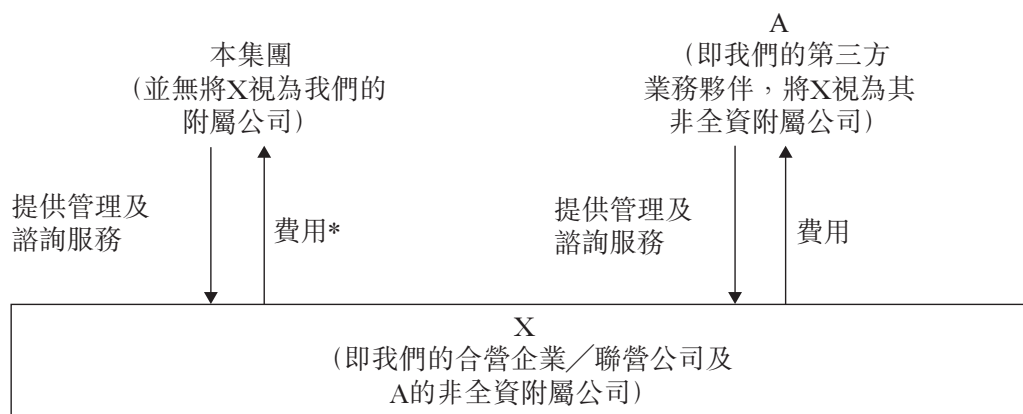 本集團
(並無將X視為我們的
附屬公司)
A
(即我們的第三方
業務夥伴，將X視為其
非全資附屬公司)
提供管理及
諮詢服務
費用*
提供管理及
諮詢服務
費用
X
(即我們的合營企業／聯營公司及
A的非全資附屬公司)